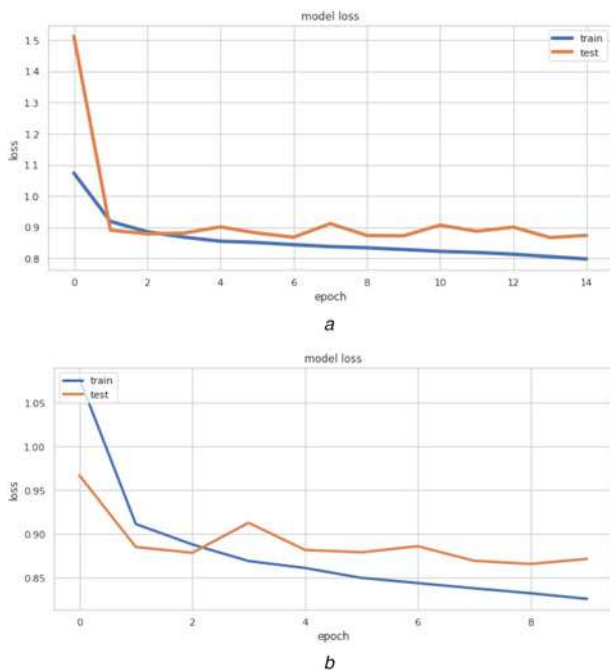 model loss
1.5
1.4
1.3
1.2
1.1
1.0
0.9
0.8
loss
train
test
0 2 4 6 8 10 12 14
epoch
a
model loss
train
test
1.05
1.00
0.95
0.90
0.85
loss
0 2 4 6 8
epoch
b